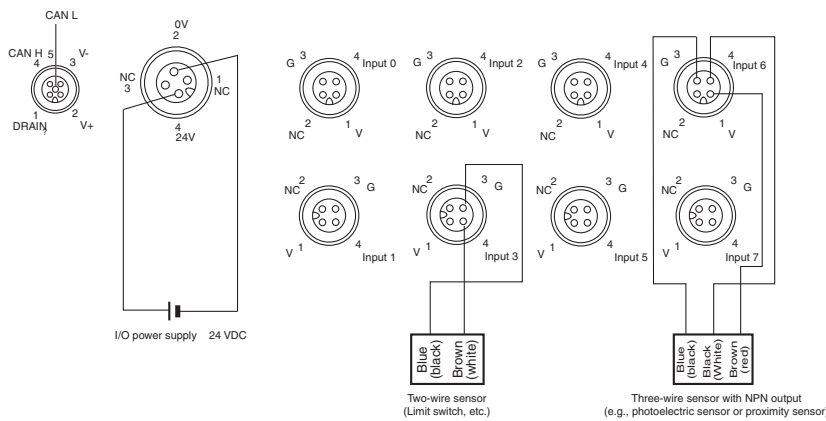 CAN L
CAN H 5 V-
4 3
1 2
DRAIN V+
?
0V
2
NC
3
1
NC
4
24V
I/O power supply 24 VDC
G 3 4 Input 0
NC 2 1 V
G 3 4 Input 2
NC 2 1 V
G 3 4 Input 4
NC 2 1 V
G 3 4 Input 6
NC 2 1 V
NC 2 3 G
V 1 4 Input 1
NC 2 3 G
V 1 4 Input 3
NC 2 3 G
V 1 4 Input 5
NC 2 3 G
V 1 4 Input 7
Blue
(black)
Brown
(white)
Two-wire sensor
(Limit switch, etc.)
Blue
(black)
Black
(White)
Brown
(red)
Three-wire sensor with NPN output
(e.g., photoelectric sensor or proximity sensor)